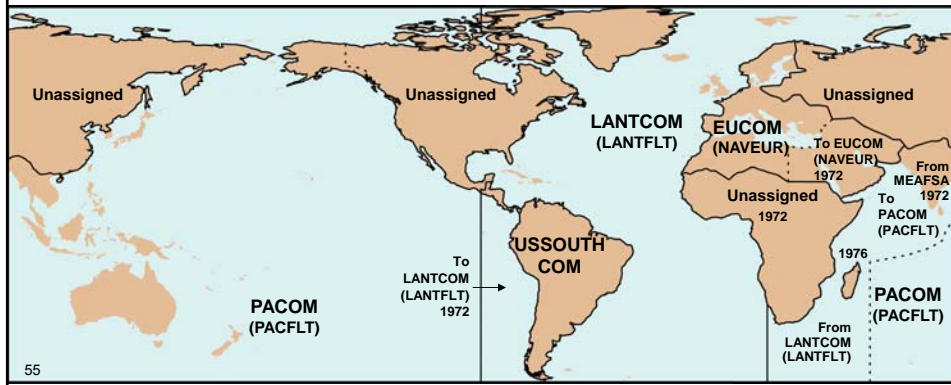 Unassigned
Unassigned
Unassigned
LANTCOM
(LANTFLT)
EUCOM
(NAVEUR)
To EUCOM
(NAVEUR)
1972
From
MEAFSA
1972
To
PACOM
(PACFLT)
Unassigned
1972
USSOUTH
COM
To
LANTCOM
(LANTFLT)
1972
PACOM
(PACFLT)
1976
PACOM
(PACFLT)
From
LANTCOM
(LANTFLT)
55